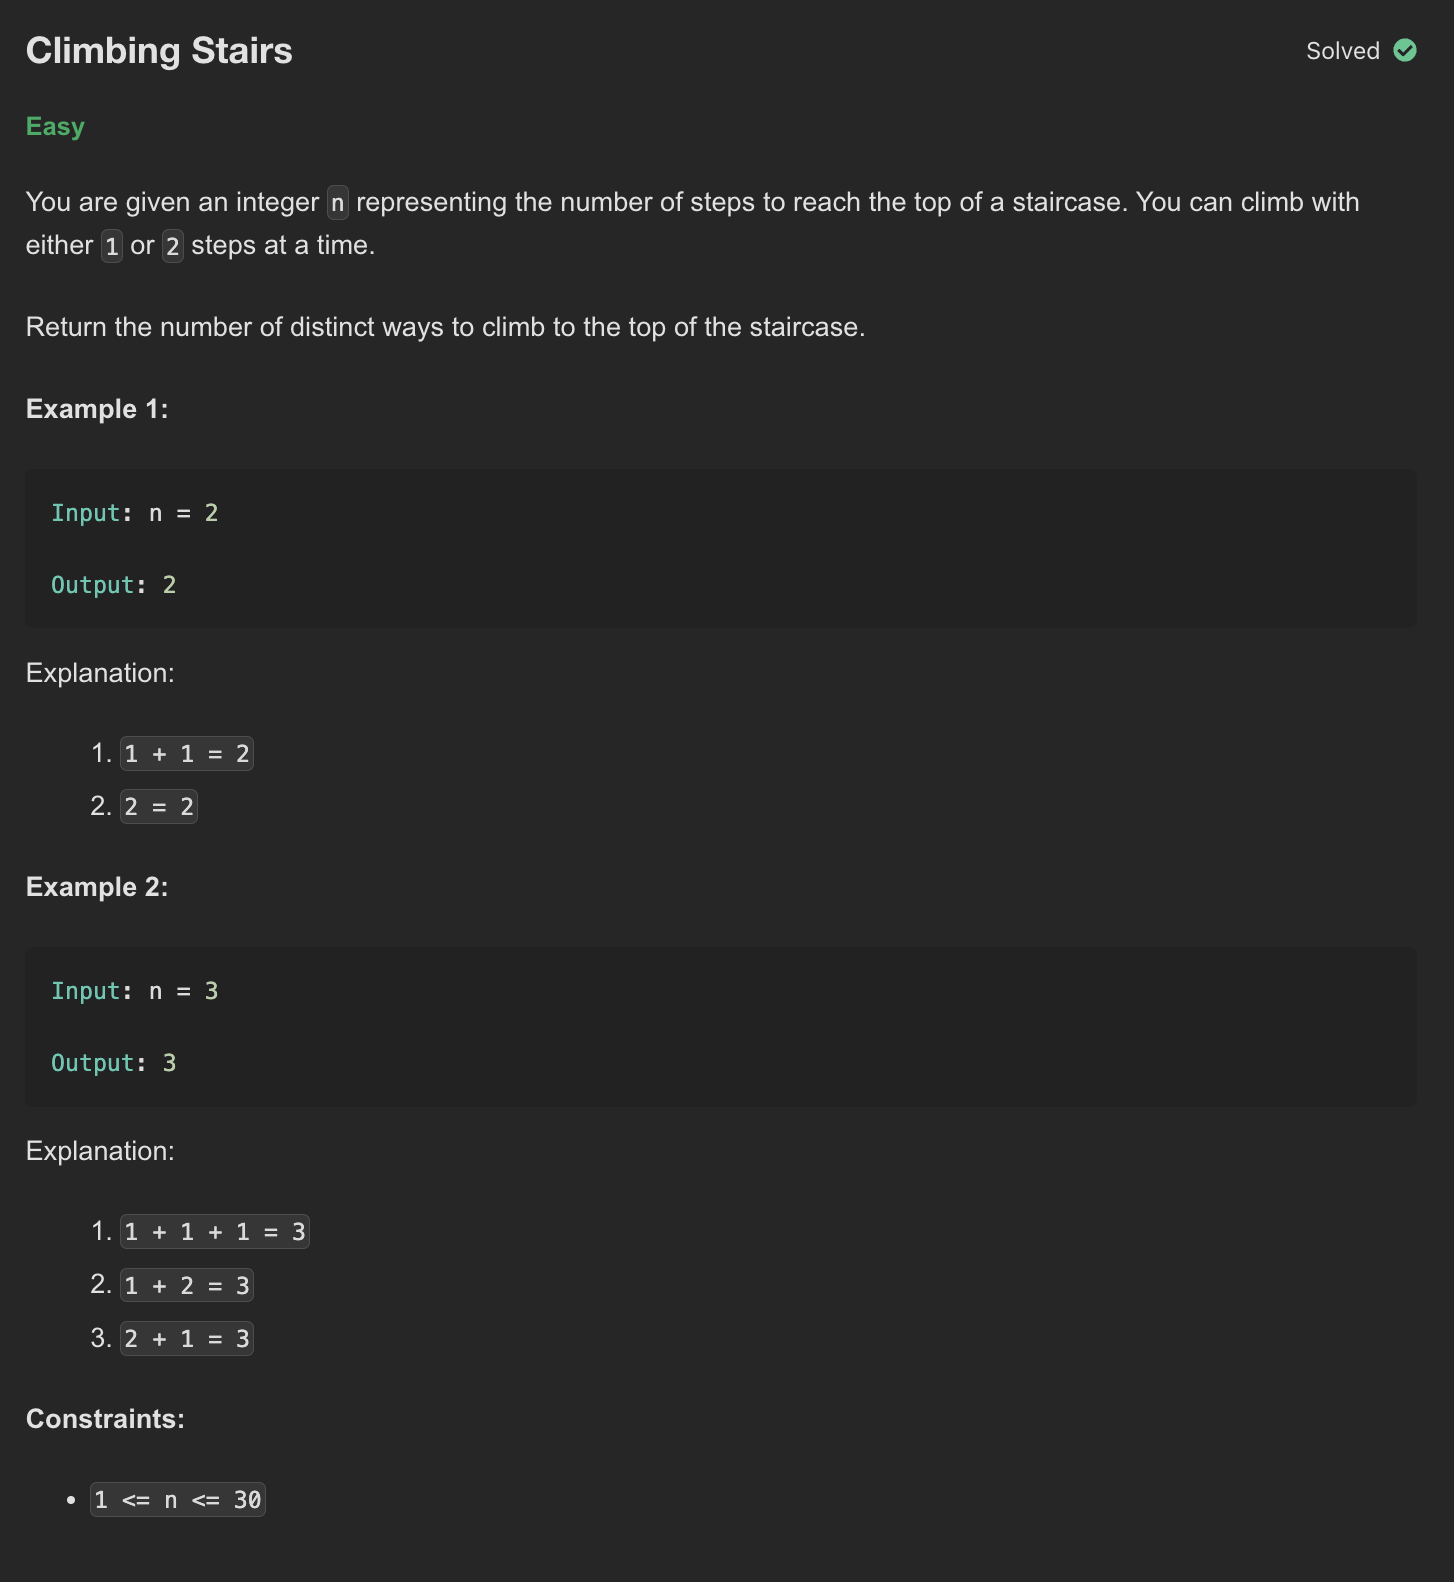 Climbing Stairs
Solved
Easy
You are given an integer n representing the number of steps to reach the top of a staircase. You can climb with
either 1 or 2 steps at a time.
Return the number of distinct ways to climb to the top of the staircase.
Example 1:
Input: n = 2
Output: 2
Explanation:
1. 1 + 1 = 2
2. 2 = 2
Example 2:
Input: n = 3
Output: 3
Explanation:
1. 1 + 1 + 1 = 3
2. 1 + 2 = 3
3. 2 + 1 = 3
Constraints:
• 1 <= n <= 30